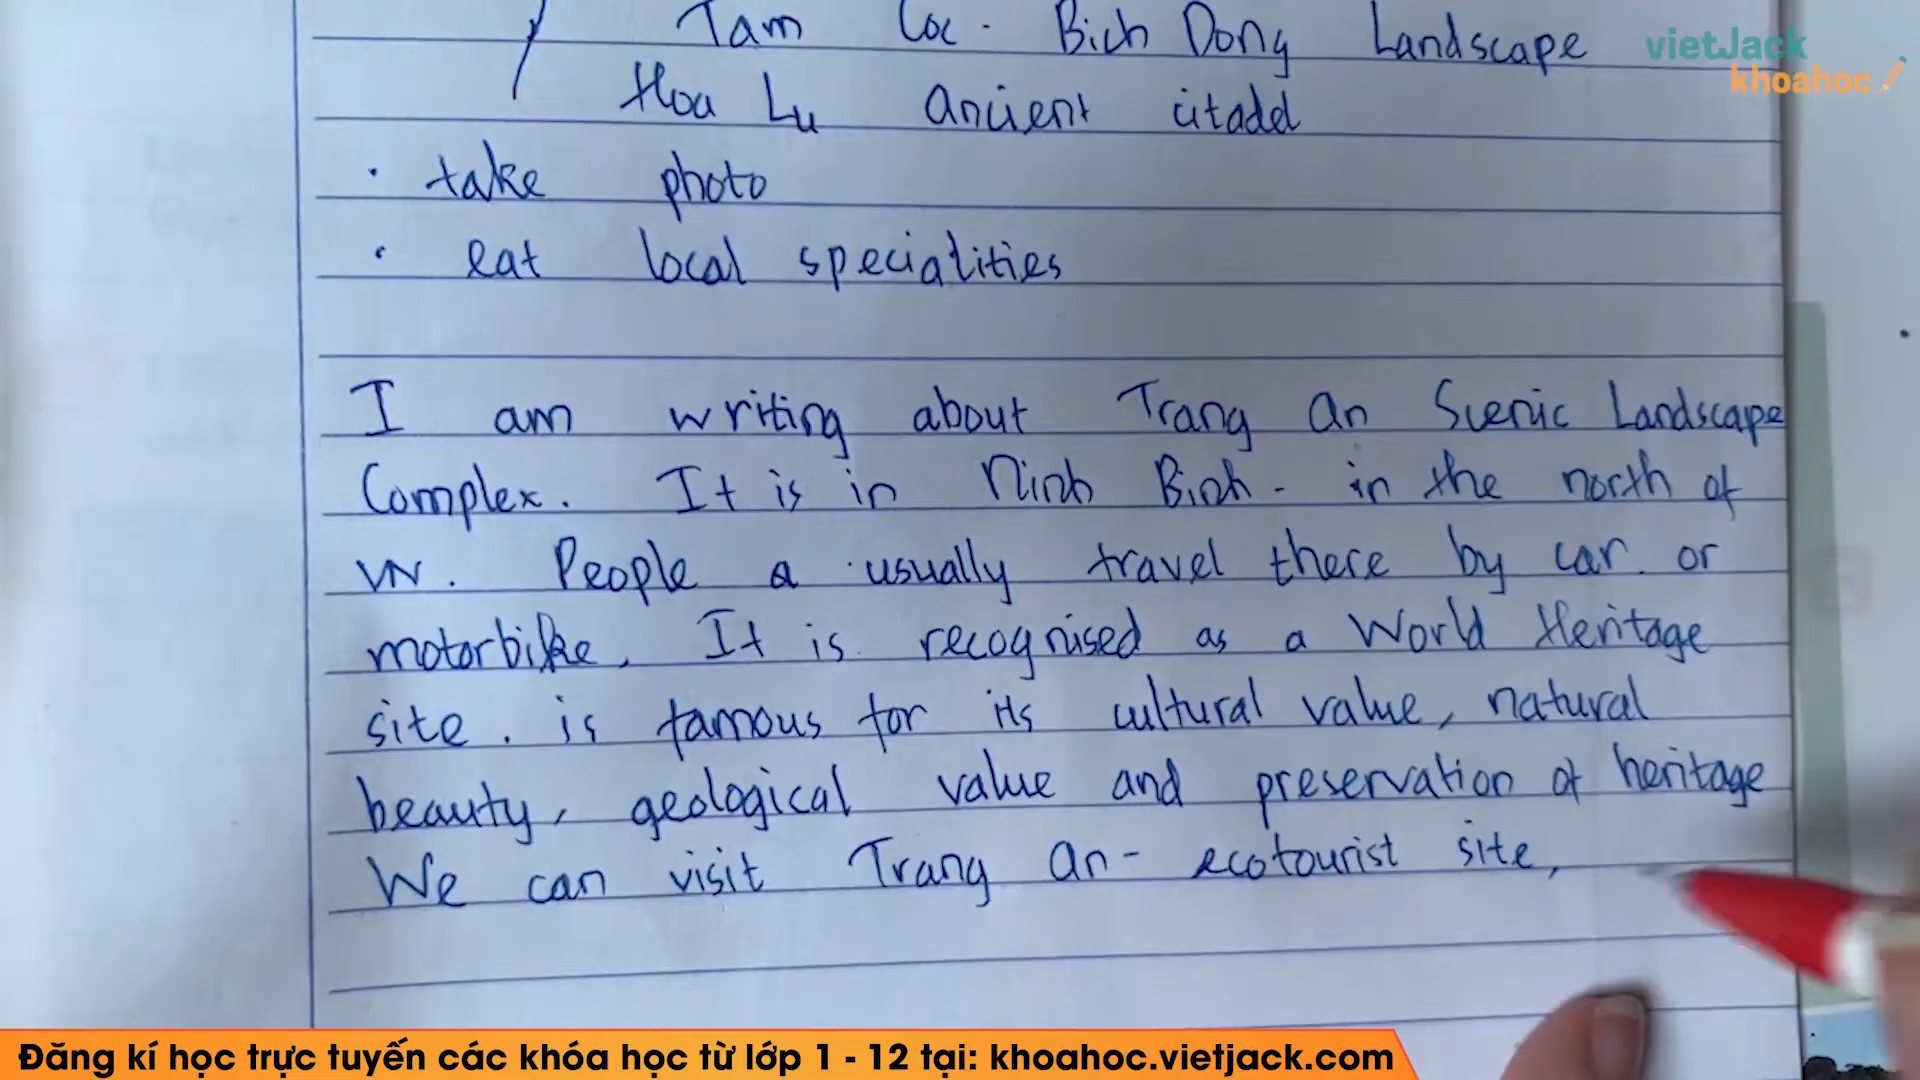 Tam Coc - Bich Dong Landscape
vietJack
khoahoc
Hoa Lu ancient citadel
. take photo
. eat local specialities
I am writing about Trang An Scenic Landscape
Complex. It is in Ninh Binh - in the north of
VN. People a usually travel there by car or
motorbike. It is recognised as a World Heritage
site. is famous for its cultural value, natural
beauty, geological value and preservation of heritage
We can visit Trang An - ecotourist site,
Đăng kí học trực tuyến các khóa học từ lớp 1 - 12 tại: khoahoc.vietjack.com